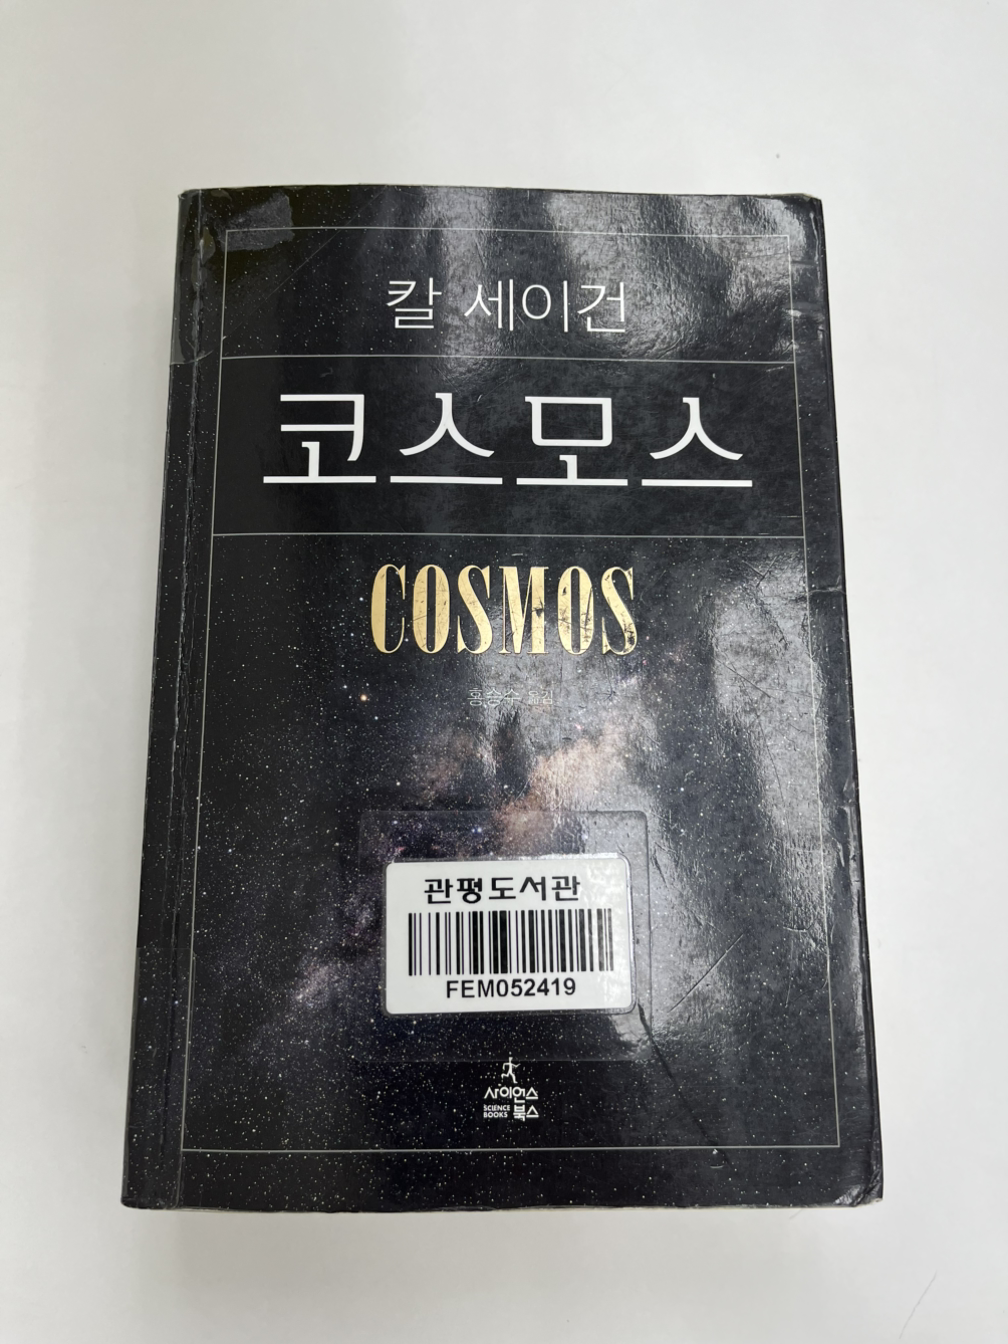 칼 세이건
코스모스
COSMOS
홍승수 옮김
관평도서관
FEM052419
사이언스
SCIENCE BOOKS 북스